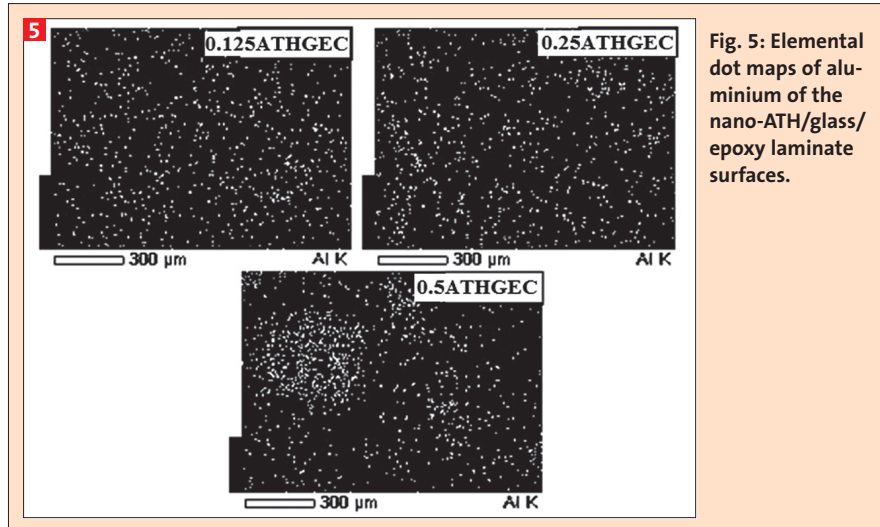 5
0.125ATHGEC
0.25ATHGEC
300 µm
Al K
300 µm
Al K
0.5ATHGEC
300 µm
Al K
Fig. 5: Elemental
dot maps of alu-
minium of the
nano-ATH/glass/
epoxy laminate
surfaces.